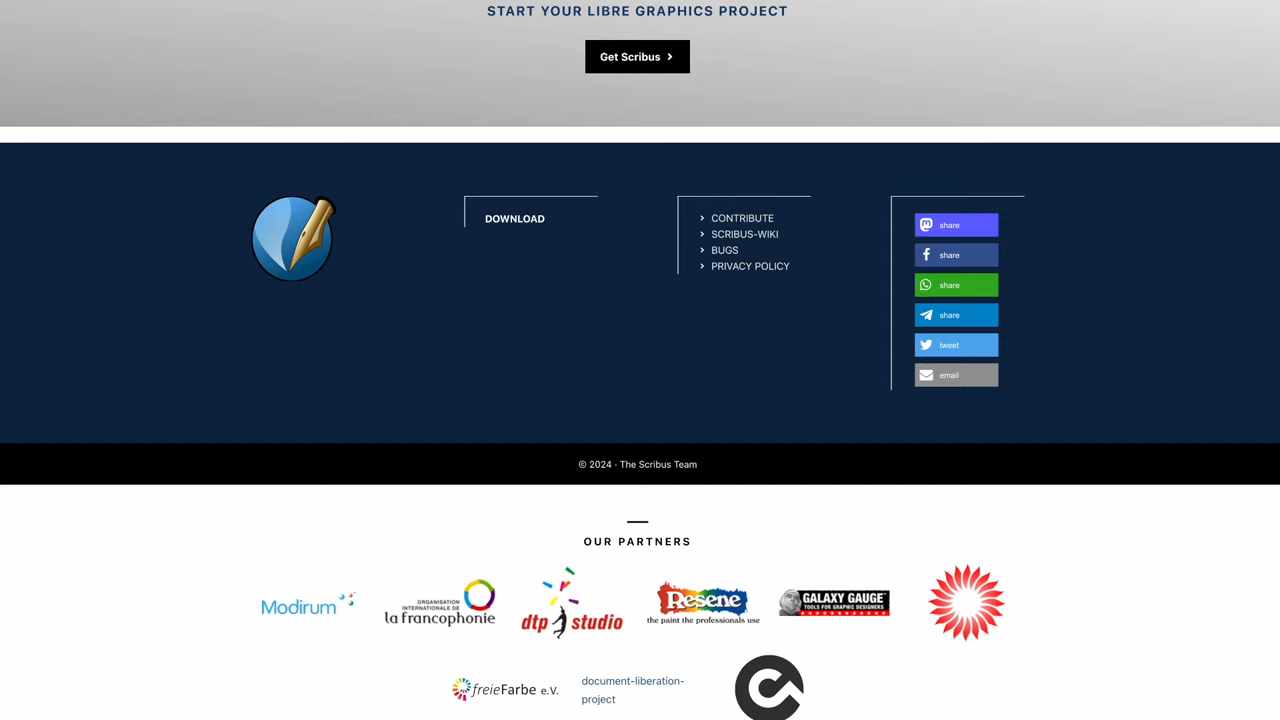 START YOUR LIBRE GRAPHICS PROJECT
Get Scribus
DOWNLOAD
CONTRIBUTE
SCRIBUS-WIKI
BUGS
PRIVACY POLICY
share
share
share
share
tweet
email
© 2024 · The Scribus Team
OUR PARTNERS
Modirum
ORGANISATION
INTERNATIONALE DE
la francophonie
dtp studio
Resene
the paint the professionals use
GALAXY GAUGE
TOOLS FOR GRAPHIC DESIGNERS
freieFarbe e.V.
document-liberation-
project